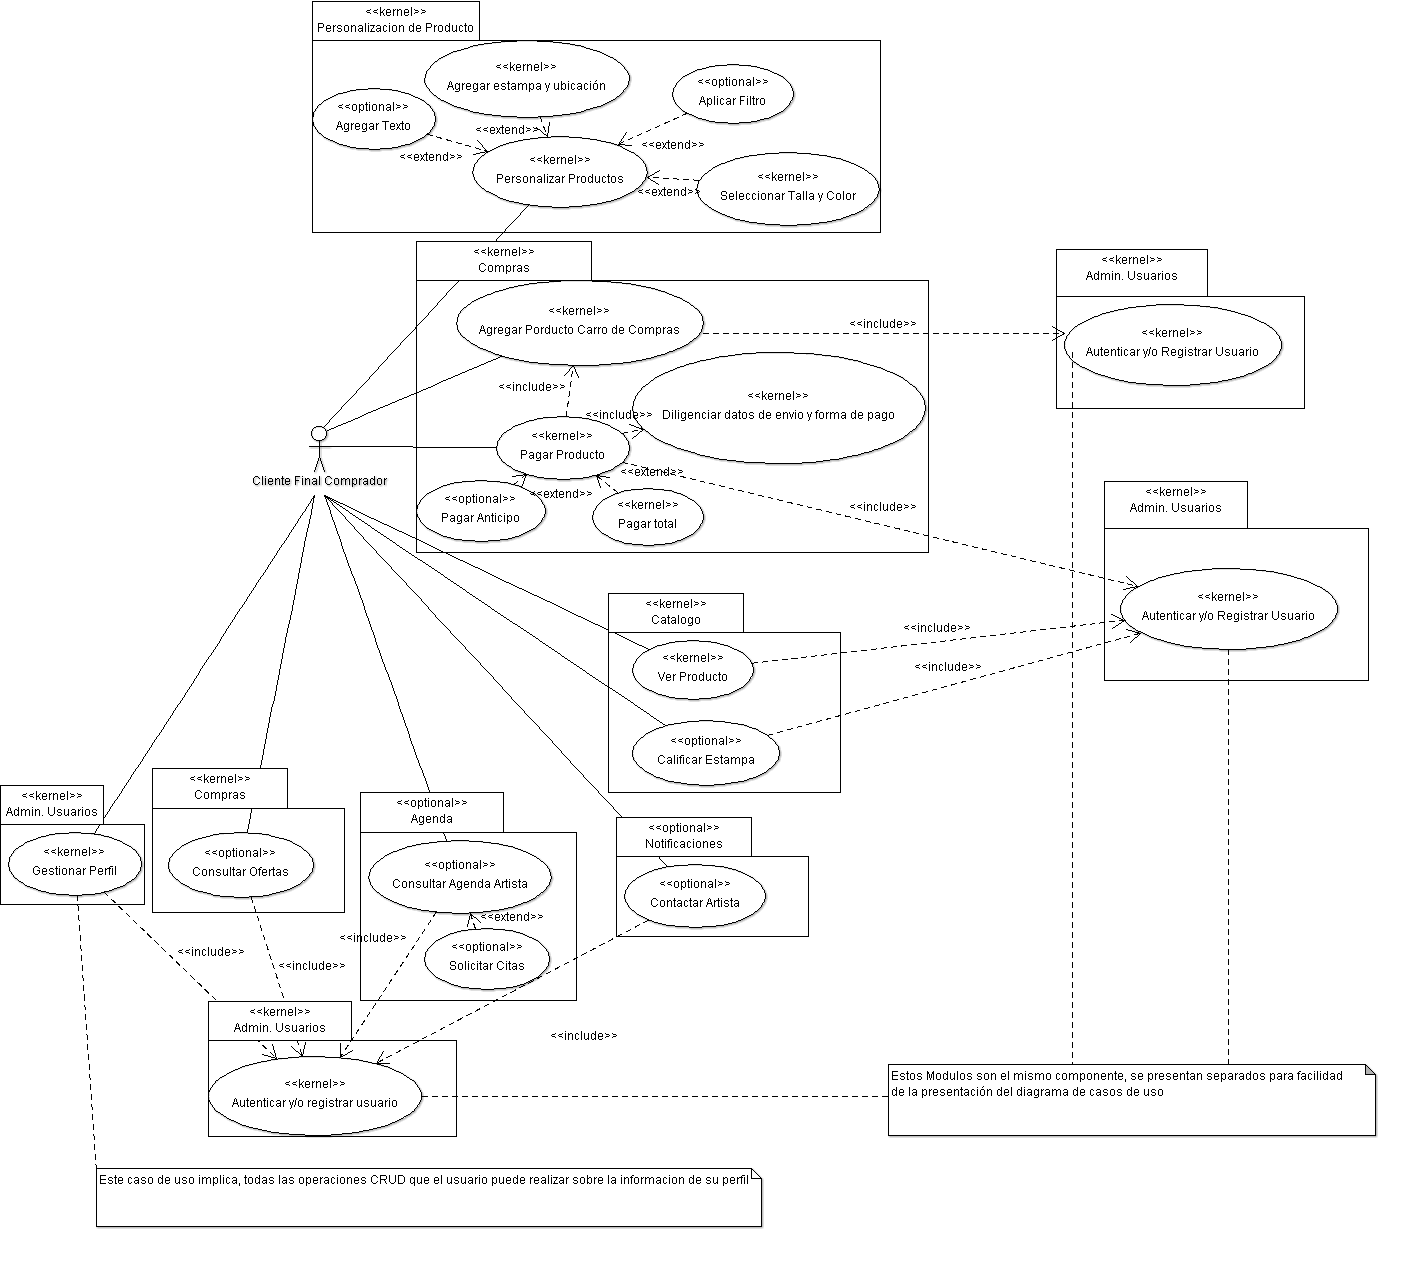 <<kernel>>
Personalizacion de Producto
<<kernel>>
Agregar estampa y ubicación
<<optional>>
Aplicar Filtro
<<optional>>
Agregar Texto
<<extend>>
<<extend>>
<<extend>>
<<kernel>>
Personalizar Productos
<<kernel>>
Seleccionar Talla y Color
<<extend>>
<<kernel>>
Compras
<<kernel>>
Admin. Usuarios
<<kernel>>
Agregar Porducto Carro de Compras
<<include>>
<<kernel>>
Autenticar y/o Registrar Usuario
<<include>>
<<kernel>>
Diligenciar datos de envio y forma de pago
<<include>>
<<kernel>>
Pagar Producto
<<extend>>
<<optional>>
Pagar Anticipo
<<extend>>
<<kernel>>
Pagar total
<<include>>
Cliente Final Comprador
<<kernel>>
Admin. Usuarios
<<kernel>>
Autenticar y/o Registrar Usuario
<<kernel>>
Catalogo
<<include>>
<<kernel>>
Ver Producto
<<include>>
<<optional>>
Calificar Estampa
<<kernel>>
Admin. Usuarios
<<kernel>>
Gestionar Perfil
<<kernel>>
Compras
<<optional>>
Consultar Ofertas
<<optional>>
Agenda
<<optional>>
Consultar Agenda Artista
<<extend>>
<<optional>>
Solicitar Citas
<<optional>>
Notificaciones
<<optional>>
Contactar Artista
<<include>>
<<include>>
<<include>>
<<include>>
<<kernel>>
Admin. Usuarios
<<kernel>>
Autenticar y/o registrar usuario
Estos Modulos son el mismo componente, se presentan separados para facilidad
de la presentación del diagrama de casos de uso
Este caso de uso implica, todas las operaciones CRUD que el usuario puede realizar sobre la informacion de su perfil